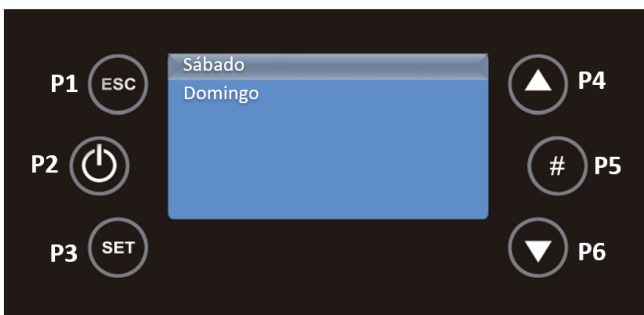 P1 ESC
Sábado
Domingo
P4
P2
# P5
P3 SET
P6